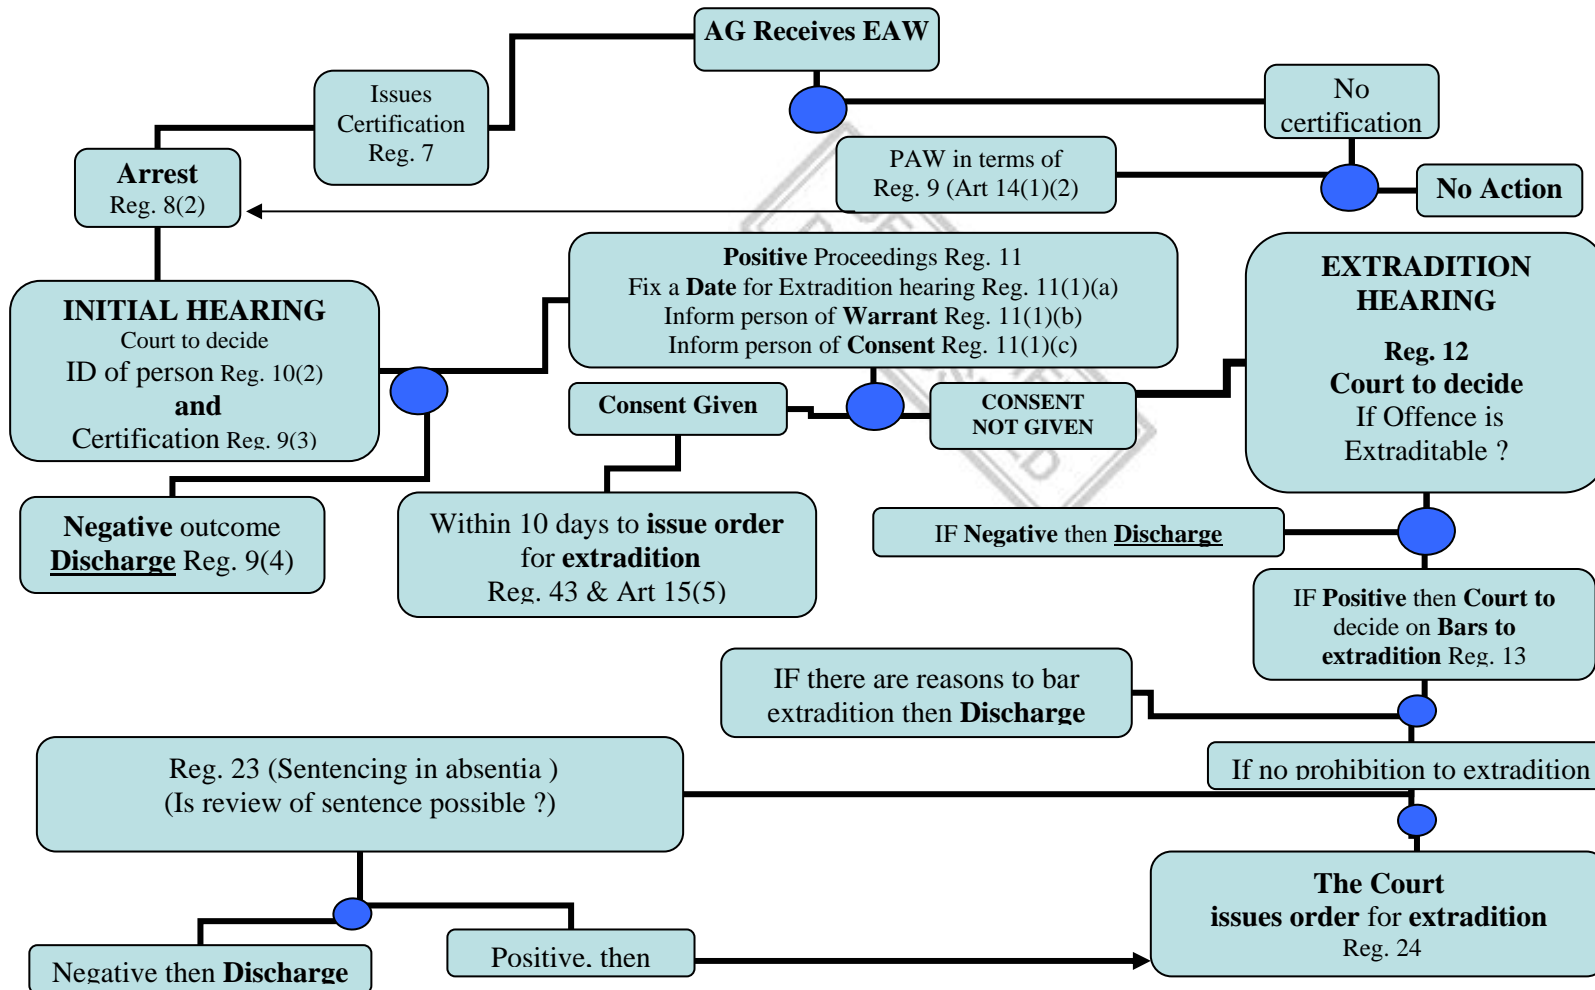 AG Receives EAW
Issues
Certification
Reg. 7
No
certification
Arrest
Reg. 8(2)
PAW in terms of
Reg. 9 (Art 14(1)(2)
No Action
INITIAL HEARING
Court to decide
ID of person Reg. 10(2)
and
Certification Reg. 9(3)
Positive Proceedings Reg. 11
Fix a Date for Extradition hearing Reg. 11(1)(a)
Inform person of Warrant Reg. 11(1)(b)
Inform person of Consent Reg. 11(1)(c)
EXTRADITION
HEARING
Reg. 12
Court to decide
If Offence is
Extraditable ?
Consent Given
CONSENT
NOT GIVEN
Negative outcome
Discharge Reg. 9(4)
Within 10 days to issue order
for extradition
Reg. 43 & Art 15(5)
IF Negative then Discharge
IF Positive then Court to
decide on Bars to
extradition Reg. 13
IF there are reasons to bar
extradition then Discharge
If no prohibition to extradition
Reg. 23 (Sentencing in absentia )
(Is review of sentence possible ?)
The Court
issues order for extradition
Reg. 24
Negative then Discharge
Positive, then